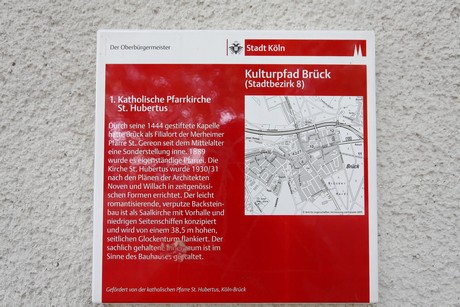 Der Oberbürgermeister
Stadt Köln
Kulturpfad Brück
(Stadtbezirk 8)
1. Katholische Pfarrkirche
St. Hubertus
Durch seine 1444 gestiftete Kapelle
hatte Brück als Filialort der Merheimer
Pfarre St. Gereon seit dem Mittelalter
eine Sonderstellung inne. 1889
wurde es eigenständige Pfarrei. Die
Kirche St. Hubertus wurde 1930/31
nach den Plänen der Architekten
Noven und Willach in zeitgenössi-
schen Formen errichtet. Der leicht
romantisierende, verputzte Backstein-
bau ist als Saalkirche mit Vorhalle und
niedrigen Seitenschiffen konzipiert
und wird von einem 38,5 m hohen,
seitlichen Glockenturm flankiert. Der
sachlich gehaltene Innenraum ist im
Sinne des Bauhauses gestaltet.
Brück
Gefördert von der katholischen Pfarre St. Hubertus, Köln-Brück